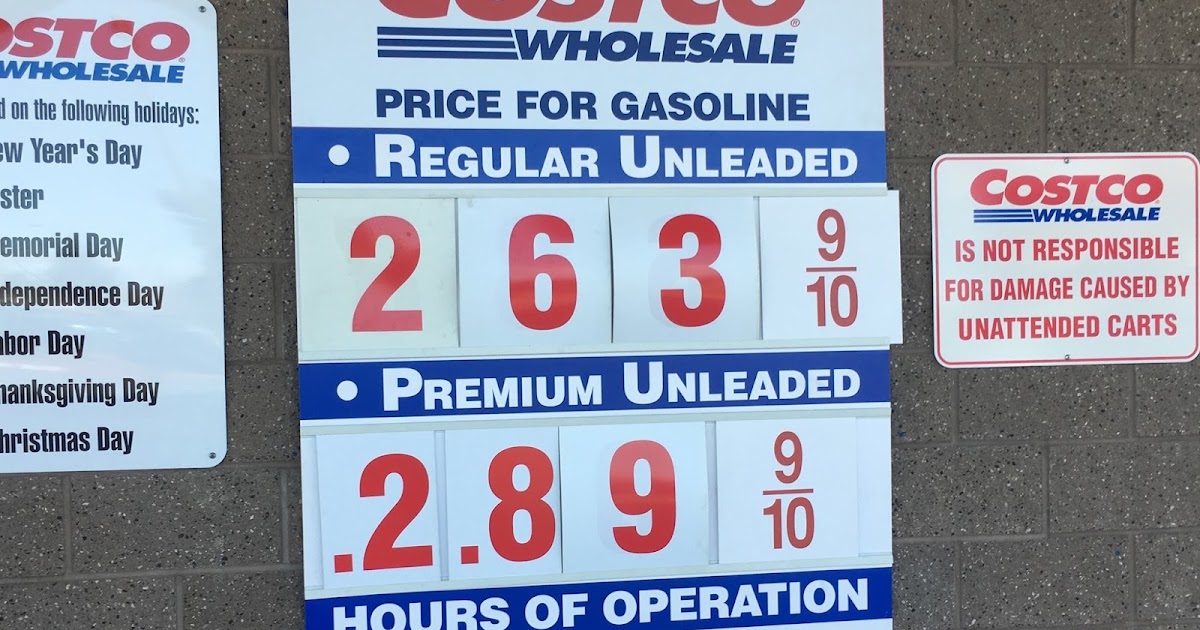 OSTCO
WHOLESALE
d on the following holidays:
ew Year's Day
ster
emorial Day
dependence Day
abor Day
hanksgiving Day
hristmas Day
COSTCO®
WHOLESALE
PRICE FOR GASOLINE
• REGULAR UNLEADED
2 6 3 9/10
• PREMIUM UNLEADED
.2 .8 9 9/10
HOURS OF OPERATION
COSTCO
WHOLESALE
IS NOT RESPONSIBLE
FOR DAMAGE CAUSED BY
UNATTENDED CARTS